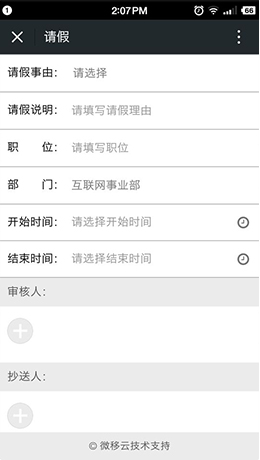 1 2:07PM 66
请假
请假事由： 请选择
请假说明： 请填写请假理由
职 位： 请填写职位
部 门： 互联网事业部
开始时间： 请选择开始时间
结束时间： 请选择结束时间
审核人：
抄送人：
© 微移云技术支持